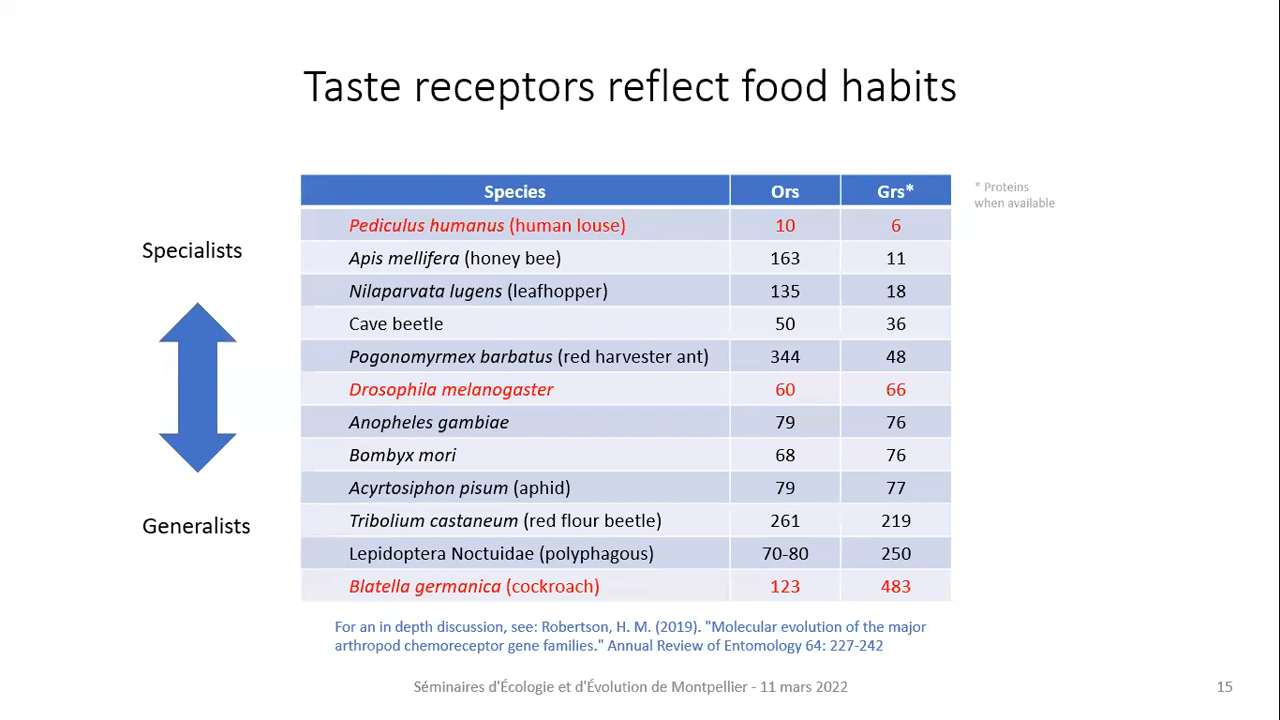 Taste receptors reflect food habits
Species Ors Grs*
* Proteins
when available
Pediculus humanus (human louse) 10 6
Specialists
Apis mellifera (honey bee) 163 11
Nilaparvata lugens (leafhopper) 135 18
Cave beetle 50 36
Pogonomyrmex barbatus (red harvester ant) 344 48
Drosophila melanogaster 60 66
Anopheles gambiae 79 76
Bombyx mori 68 76
Acyrtosiphon pisum (aphid) 79 77
Generalists
Tribolium castaneum (red flour beetle) 261 219
Lepidoptera Noctuidae (polyphagous) 70-80 250
Blatella germanica (cockroach) 123 483
For an in depth discussion, see: Robertson, H. M. (2019). "Molecular evolution of the major
arthropod chemoreceptor gene families." Annual Review of Entomology 64: 227-242
Séminaires d'Écologie et d'Évolution de Montpellier - 11 mars 2022
15